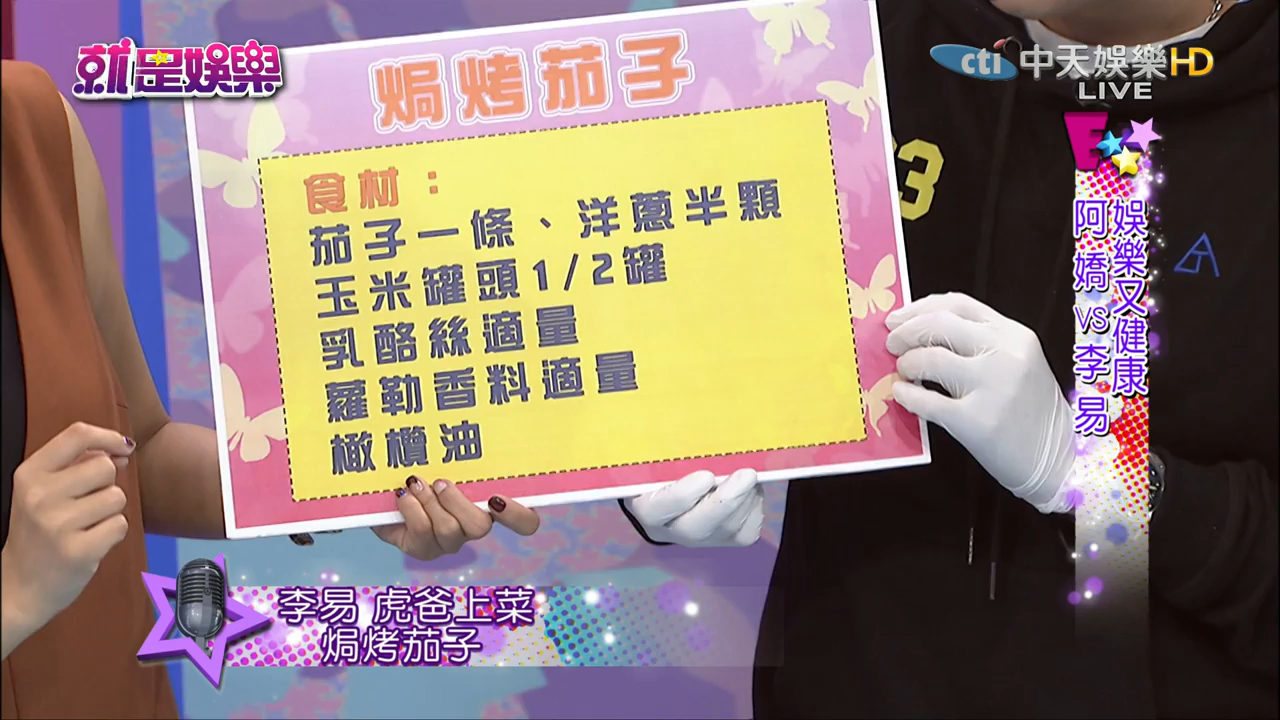 就是娛樂
cti 中天娛樂HD
LIVE
焗烤茄子
食材：
茄子一條、洋蔥半顆
玉米罐頭1/2罐
乳酪絲適量
蘿勒香料適量
橄欖油
3
E
娛樂又健康
阿嬌 VS 李易
李易 虎爸上菜
焗烤茄子